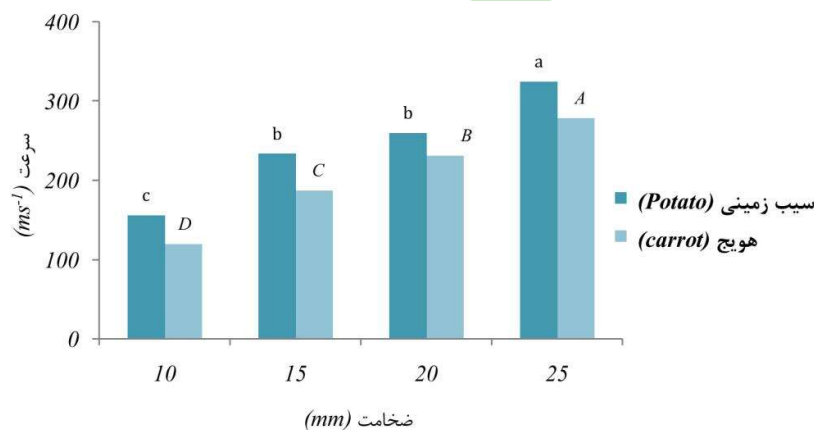 400
300
200
100
0
سرعت (ms⁻¹)
c
D
b
C
b
B
a
A
10
15
20
25
ضخامت (mm)
سیب زمینی (Potato)
هویج (carrot)